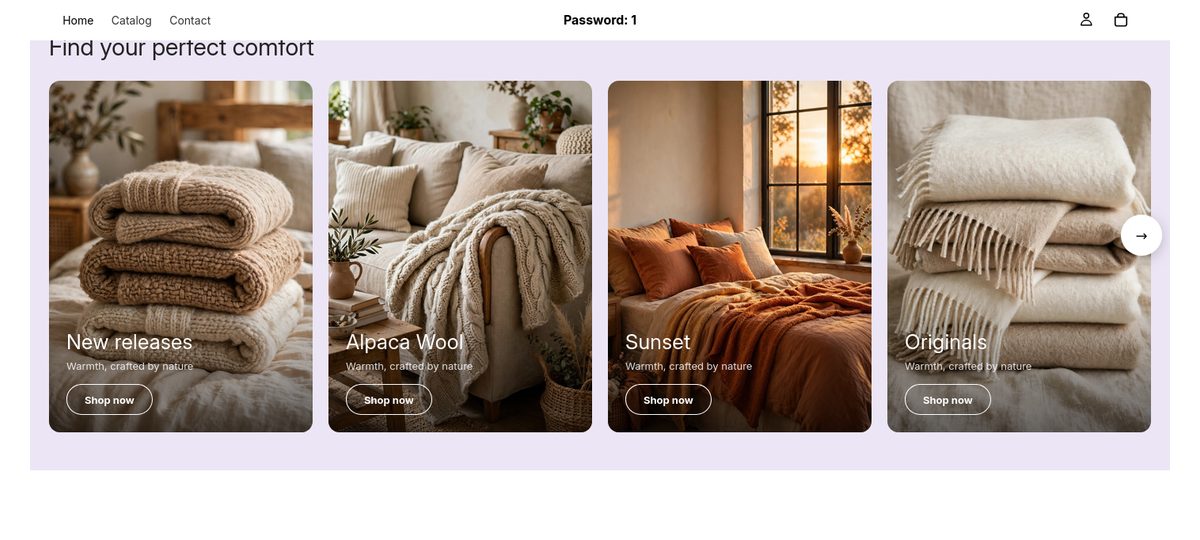 Home Catalog Contact Password: 1
Find your perfect comfort
New releases
Warmth, crafted by nature
Shop now
Alpaca Wool
Warmth, crafted by nature
Shop now
Sunset
Warmth, crafted by nature
Shop now
Originals
Warmth, crafted by nature
Shop now